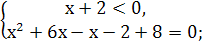 x + 2 < 0,
x² + 6x − x − 2 + 8 = 0;